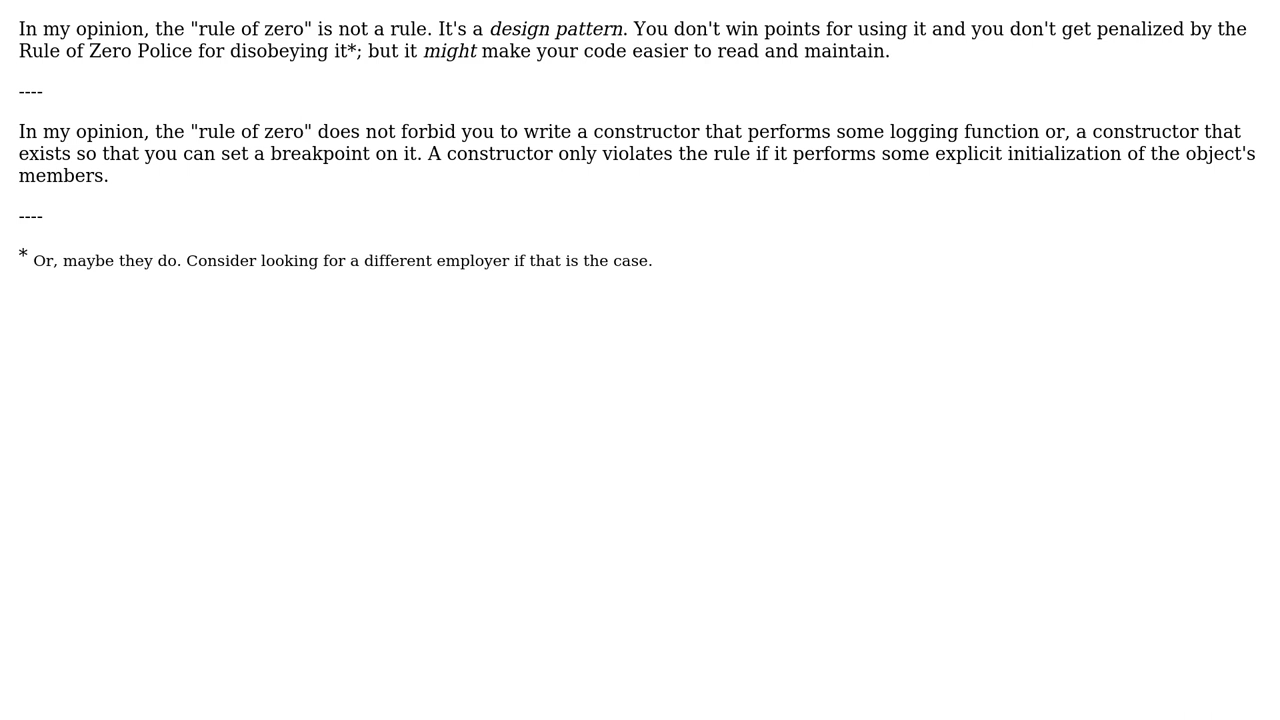 In my opinion, the "rule of zero" is not a rule. It's a design pattern. You don't win points for using it and you don't get penalized by the
Rule of Zero Police for disobeying it*; but it might make your code easier to read and maintain.
----
In my opinion, the "rule of zero" does not forbid you to write a constructor that performs some logging function or, a constructor that
exists so that you can set a breakpoint on it. A constructor only violates the rule if it performs some explicit initialization of the object's
members.
----
* Or, maybe they do. Consider looking for a different employer if that is the case.